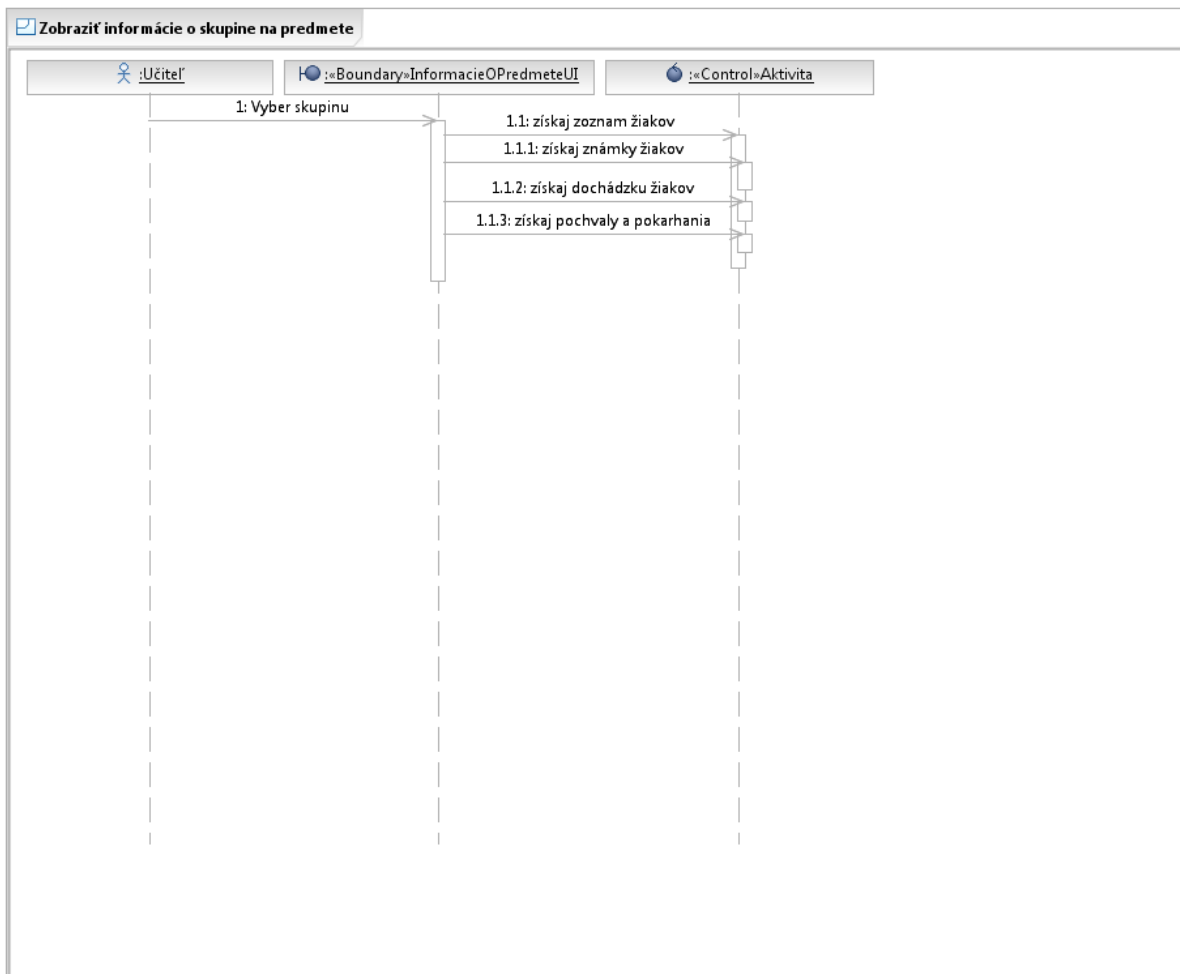 Zobraziť informácie o skupine na predmete
:Učiteľ
:«Boundary»InformacieOPredmeteUI
:«Control»Aktivita
1: Vyber skupinu
1.1: získaj zoznam žiakov
1.1.1: získaj známky žiakov
1.1.2: získaj dochádzku žiakov
1.1.3: získaj pochvaly a pokarhania